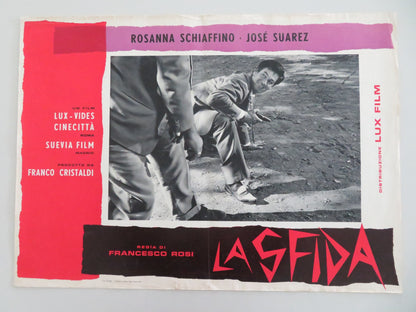 ROSANNA SCHIAFFINO · JOSÉ SUAREZ
UN FILM
LUX - VIDES
CINECITTÀ
ROMA
SUEVIA FILM
MADRID
PRODOTTO DA
FRANCO CRISTALDI
DISTRIBUZIONE LUX FILM
REGIA DI
FRANCESCO ROSI
LA SFIDA